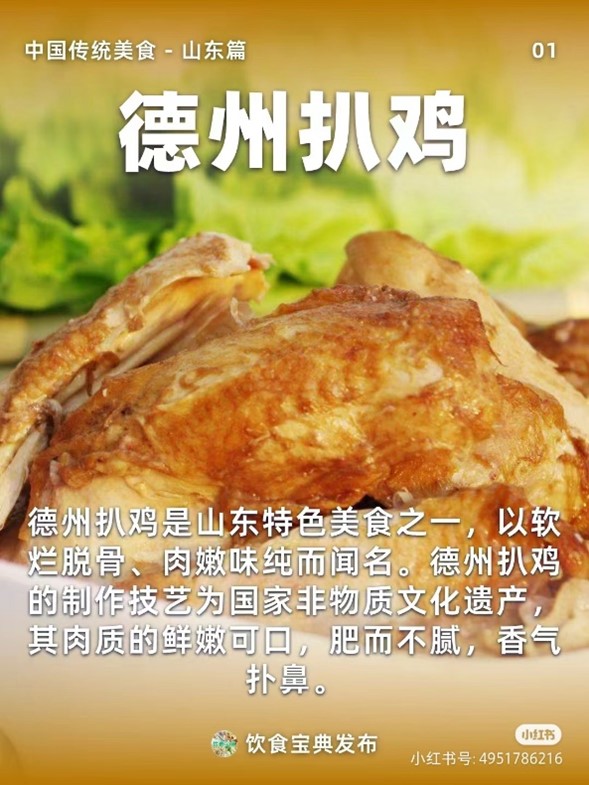 中国传统美食 - 山东篇
01
德州扒鸡
德州扒鸡是山东特色美食之一，以软
烂脱骨、肉嫩味纯而闻名。德州扒鸡
的制作技艺为国家非物质文化遗产，
其肉质的鲜嫩可口，肥而不腻，香气
扑鼻。
饮食宝典发布
小红书
小红书号: 4951786216